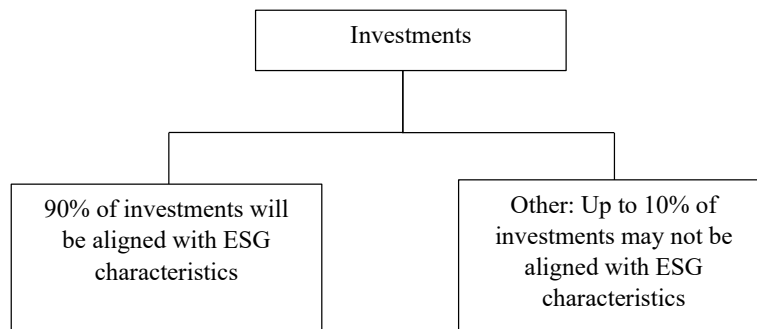 Investments
90% of investments will
be aligned with ESG
characteristics
Other: Up to 10% of
investments may not be
aligned with ESG
characteristics